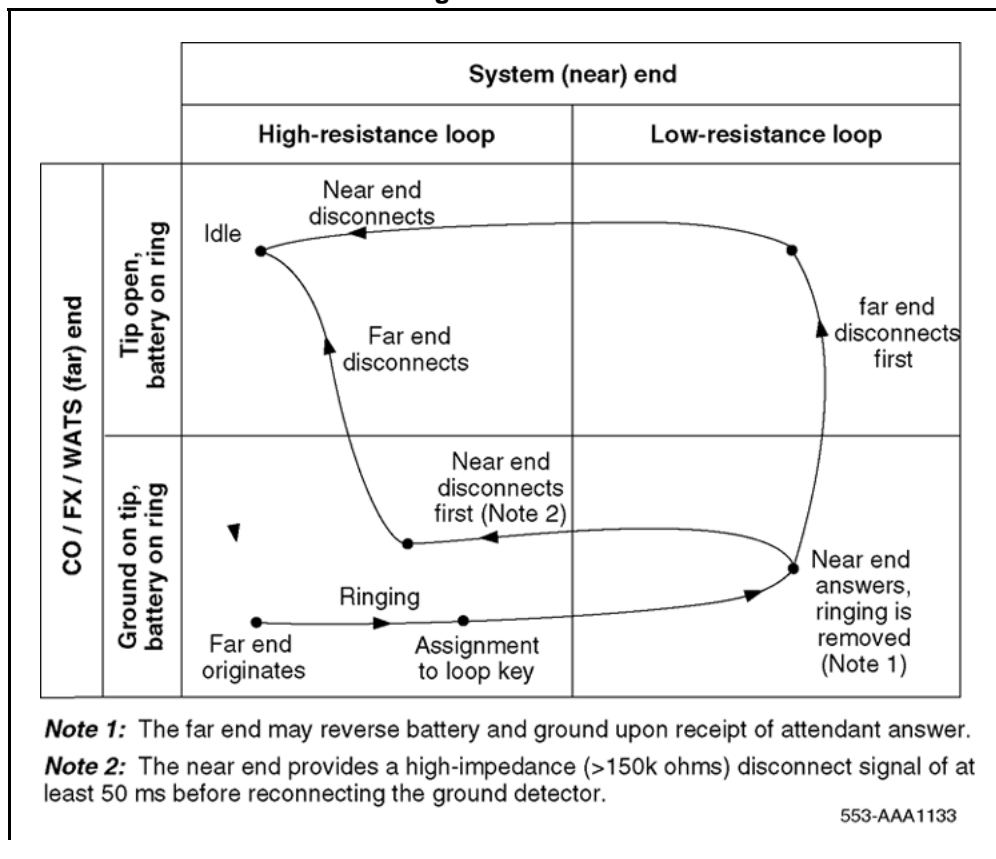 System (near) end
High-resistance loop
Low-resistance loop
CO / FX / WATS (far) end
Tip open,
battery on ring
Near end
disconnects
Idle
Far end
disconnects
far end
disconnects
first
Ground on tip,
battery on ring
Near end
disconnects
first (Note 2)
Ringing
Far end
originates
Assignment
to loop key
Near end
answers,
ringing is
removed
(Note 1)
Note 1: The far end may reverse battery and ground upon receipt of attendant answer.
Note 2: The near end provides a high-impedance (>150k ohms) disconnect signal of at
least 50 ms before reconnecting the ground detector.
553-AAA1133